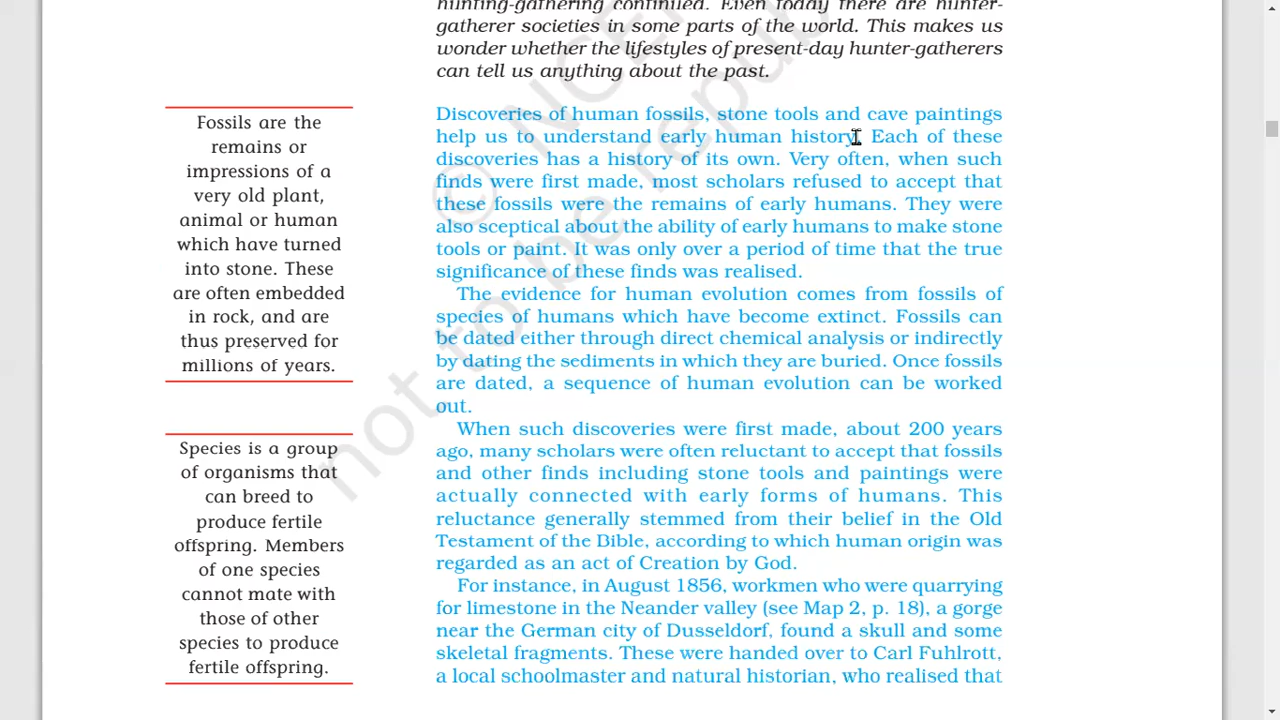 hunting-gathering continued. Even today there are hunter-
gatherer societies in some parts of the world. This makes us
wonder whether the lifestyles of present-day hunter-gatherers
can tell us anything about the past.
Fossils are the
remains or
impressions of a
very old plant,
animal or human
which have turned
into stone. These
are often embedded
in rock, and are
thus preserved for
millions of years.
Species is a group
of organisms that
can breed to
produce fertile
offspring. Members
of one species
cannot mate with
those of other
species to produce
fertile offspring.
Discoveries of human fossils, stone tools and cave paintings
help us to understand early human history. Each of these
discoveries has a history of its own. Very often, when such
finds were first made, most scholars refused to accept that
these fossils were the remains of early humans. They were
also sceptical about the ability of early humans to make stone
tools or paint. It was only over a period of time that the true
significance of these finds was realised.
The evidence for human evolution comes from fossils of
species of humans which have become extinct. Fossils can
be dated either through direct chemical analysis or indirectly
by dating the sediments in which they are buried. Once fossils
are dated, a sequence of human evolution can be worked
out.
When such discoveries were first made, about 200 years
ago, many scholars were often reluctant to accept that fossils
and other finds including stone tools and paintings were
actually connected with early forms of humans. This
reluctance generally stemmed from their belief in the Old
Testament of the Bible, according to which human origin was
regarded as an act of Creation by God.
For instance, in August 1856, workmen who were quarrying
for limestone in the Neander valley (see Map 2, p. 18), a gorge
near the German city of Dusseldorf, found a skull and some
skeletal fragments. These were handed over to Carl Fuhlrott,
a local schoolmaster and natural historian, who realised that
© NCE
not to be repub